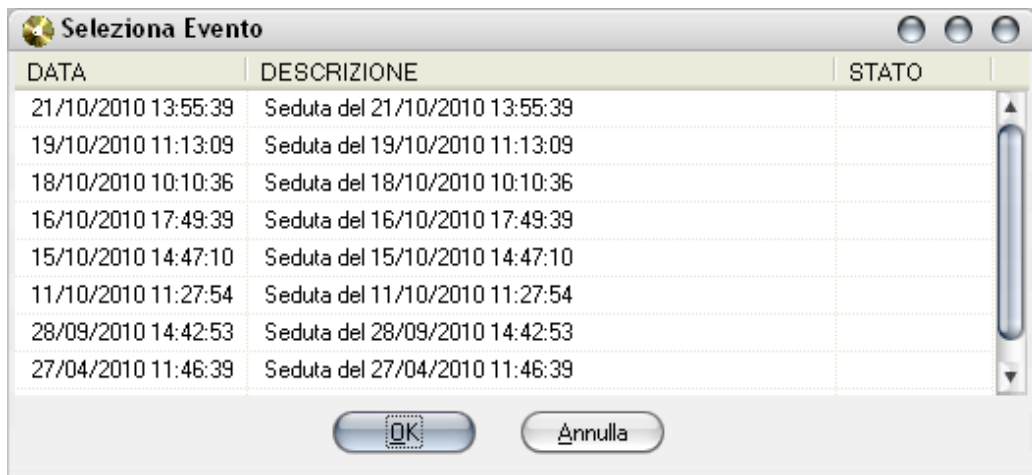 Seleziona Evento
DATA DESCRIZIONE STATO
21/10/2010 13:55:39 Seduta del 21/10/2010 13:55:39
19/10/2010 11:13:09 Seduta del 19/10/2010 11:13:09
18/10/2010 10:10:36 Seduta del 18/10/2010 10:10:36
16/10/2010 17:49:39 Seduta del 16/10/2010 17:49:39
15/10/2010 14:47:10 Seduta del 15/10/2010 14:47:10
11/10/2010 11:27:54 Seduta del 11/10/2010 11:27:54
28/09/2010 14:42:53 Seduta del 28/09/2010 14:42:53
27/04/2010 11:46:39 Seduta del 27/04/2010 11:46:39
OK Annulla